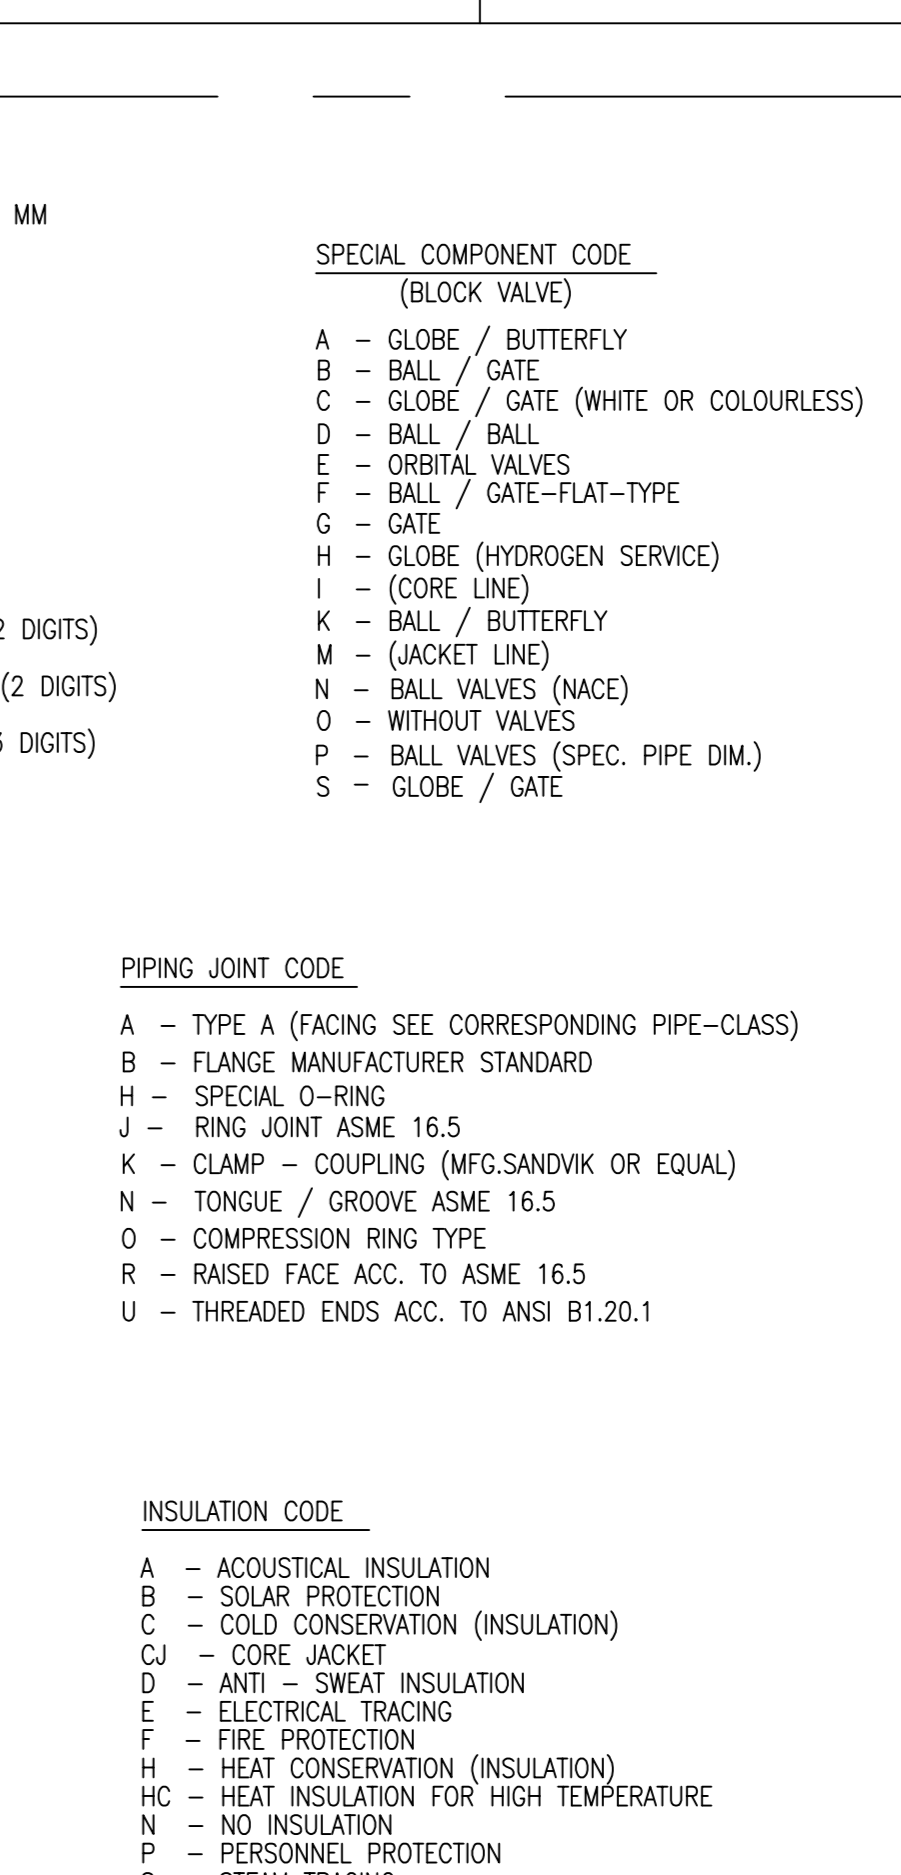 MM
SPECIAL COMPONENT CODE
(BLOCK VALVE)
A – GLOBE / BUTTERFLY
B – BALL / GATE
C – GLOBE / GATE (WHITE OR COLOURLESS)
D – BALL / BALL
E – ORBITAL VALVES
F – BALL / GATE–FLAT–TYPE
G – GATE
H – GLOBE (HYDROGEN SERVICE)
I – (CORE LINE)
K – BALL / BUTTERFLY
2 DIGITS)
M – (JACKET LINE)
(2 DIGITS)
N – BALL VALVES (NACE)
O – WITHOUT VALVES
3 DIGITS)
P – BALL VALVES (SPEC. PIPE DIM.)
S – GLOBE / GATE
PIPING JOINT CODE
A – TYPE A (FACING SEE CORRESPONDING PIPE–CLASS)
B – FLANGE MANUFACTURER STANDARD
H – SPECIAL O–RING
J – RING JOINT ASME 16.5
K – CLAMP – COUPLING (MFG.SANDVIK OR EQUAL)
N – TONGUE / GROOVE ASME 16.5
O – COMPRESSION RING TYPE
R – RAISED FACE ACC. TO ASME 16.5
U – THREADED ENDS ACC. TO ANSI B1.20.1
INSULATION CODE
A – ACOUSTICAL INSULATION
B – SOLAR PROTECTION
C – COLD CONSERVATION (INSULATION)
CJ – CORE JACKET
D – ANTI – SWEAT INSULATION
E – ELECTRICAL TRACING
F – FIRE PROTECTION
H – HEAT CONSERVATION (INSULATION)
HC – HEAT INSULATION FOR HIGH TEMPERATURE
N – NO INSULATION
P – PERSONNEL PROTECTION
– STEAM TRACING